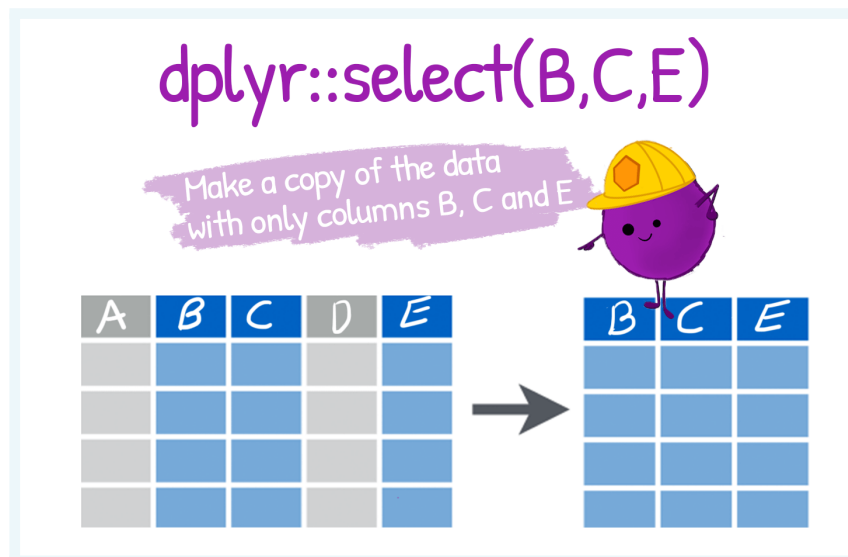 dplyr::select(B,C,E)
Make a copy of the data
with only columns B, C and E
A B C D E
B C E